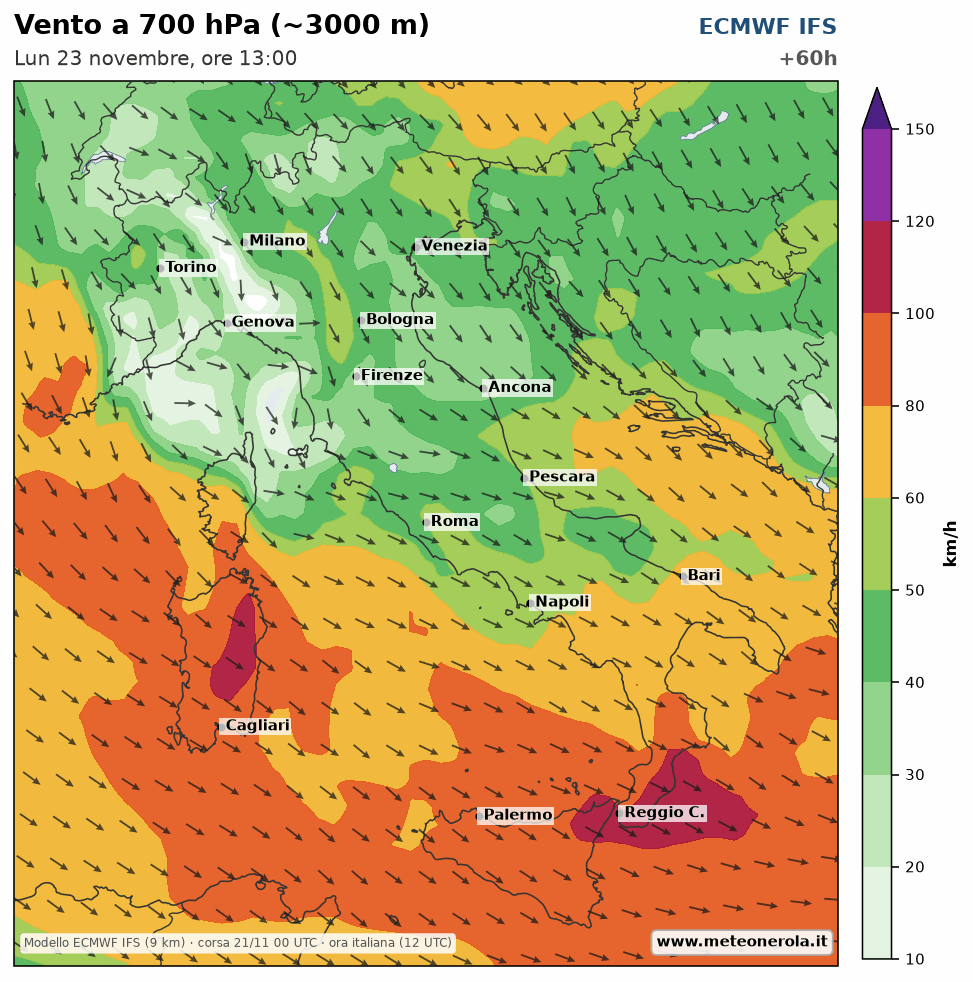 Vento a 700 hPa (~3000 m)
ECMWF IFS
Lun 23 novembre, ore 13:00
+60h
Milano
Venezia
Torino
Genova
Bologna
Firenze
Ancona
Pescara
Roma
Bari
Napoli
Cagliari
Palermo
Reggio C.
150
120
100
80
60
50
40
30
20
10
km/h
Modello ECMWF IFS (9 km) · corsa 21/11 00 UTC · ora italiana (12 UTC)
www.meteonerola.it